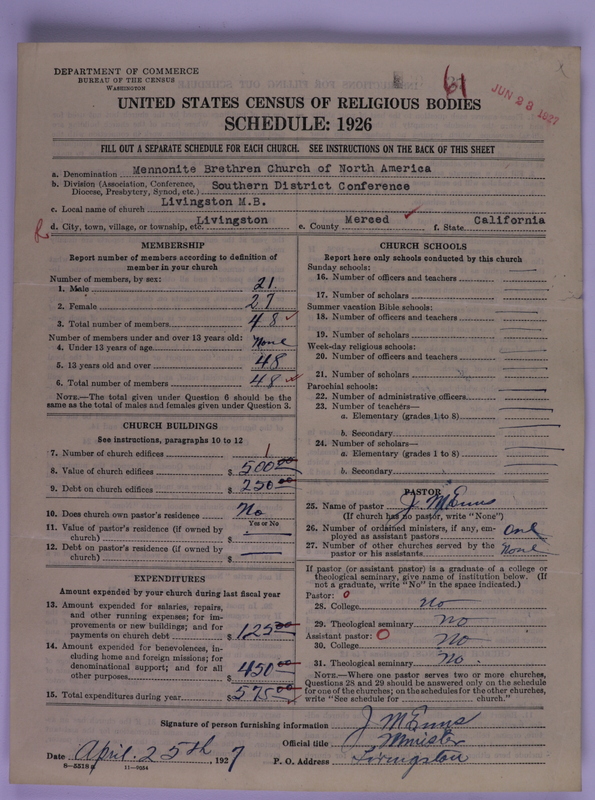 DEPARTMENT OF COMMERCE
BUREAU OF THE CENSUS
WASHINGTON
61
JUN 23 1927
UNITED STATES CENSUS OF RELIGIOUS BODIES
SCHEDULE: 1926
FILL OUT A SEPARATE SCHEDULE FOR EACH CHURCH. SEE INSTRUCTIONS ON THE BACK OF THIS SHEET
a. Denomination Mennonite Brethren Church of North America
b. Division (Association, Conference, Diocese, Presbytery, Synod, etc.) Southern District Conference
c. Local name of church Livingston M.B.
R d. City, town, village, or township, etc. Livingston e. County Merced ✓ f. State California
MEMBERSHIP
Report number of members according to definition of
member in your church
Number of members, by sex:
1. Male 21
2. Female 27
3. Total number of members 48 ✓
Number of members under and over 13 years old:
4. Under 13 years of age None
5. 13 years old and over 48
6. Total number of members 48 ✓
NOTE.—The total given under Question 6 should be
same as the total of males and females given under Question 3.
CHURCH BUILDINGS
See instructions, paragraphs 10 to 12
7. Number of church edifices 1
8. Value of church edifices $ 500.00
9. Debt on church edifices $ 250.00
10. Does church own pastor's residence? No
Yes or No
11. Value of pastor's residence (if owned by
church) $
12. Debt on pastor's residence (if owned by
church) $
EXPENDITURES
Amount expended by your church during last fiscal year
13. Amount expended for salaries, repairs,
and other running expenses; for im-
provements or new buildings; and for
payments on church debt $ 125.00
14. Amount expended for benevolences, in-
cluding home and foreign missions; for
denominational support; and for all
other purposes $ 450.00
15. Total expenditures during year $ 575.00
CHURCH SCHOOLS
Report here only schools conducted by this church
Sunday schools:
16. Number of officers and teachers
17. Number of scholars
Summer vacation Bible schools:
18. Number of officers and teachers
19. Number of scholars
Week-day religious schools:
20. Number of officers and teachers
21. Number of scholars
Parochial schools:
22. Number of administrative officers
23. Number of teachers—
a. Elementary (grades 1 to 8)
b. Secondary
24. Number of scholars—
a. Elementary (grades 1 to 8)
b. Secondary
PASTOR
25. Name of pastor J M Enns
(If church has no pastor, write "None")
26. Number of ordained ministers, if any, em-
ployed as assistant pastors One
27. Number of other churches served by the
pastor or his assistants None
If pastor (or assistant pastor) is a graduate of a college or
theological seminary, give name of institution below. (If
not a graduate, write "No" in the space indicated.)
Pastor: 0
28. College No
29. Theological seminary No
Assistant pastor: 0
30. College No
31. Theological seminary No.
NOTE.—Where one pastor serves two or more churches,
Questions 28 and 29 should be answered only on the schedule
for one of the churches; on the schedules for the other churches,
write "See schedule for church."
Signature of person furnishing information J M Enns
Official title Minister
Date April 25th, 1927 P. O. Address Livingston
8—5518 a 11—9554